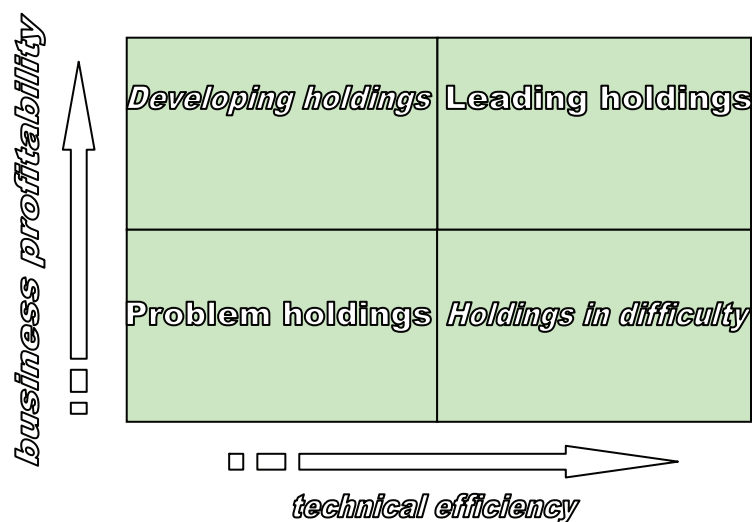 business profitability
Developing holdings
Leading holdings
Problem holdings
Holdings in difficulty
technical efficiency